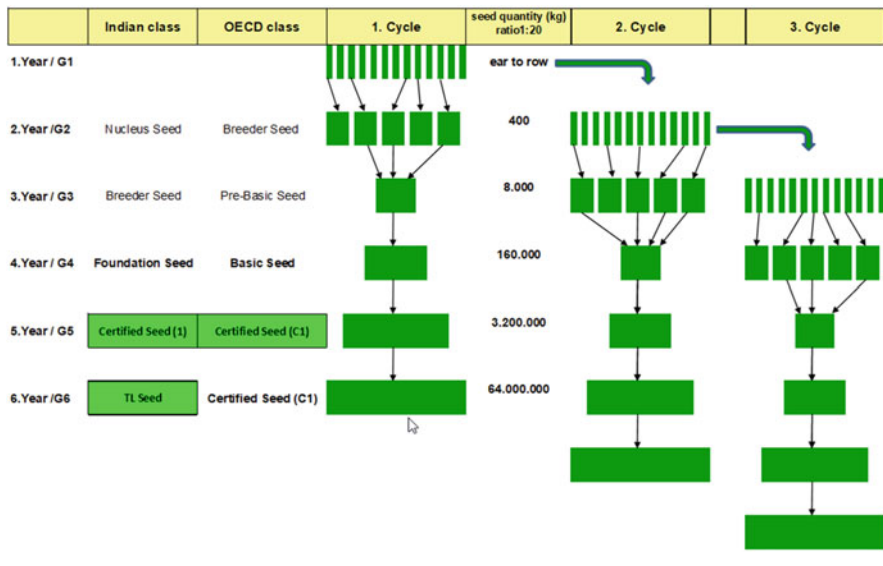 Indian class OECD class 1. Cycle seed quantity (kg) 2. Cycle 3. Cycle
ratio1:20
1.Year / G1 ear to row
2.Year /G2 Nucleus Seed Breeder Seed 400
3.Year / G3 Breeder Seed Pre-Basic Seed 8.000
4.Year / G4 Foundation Seed Basic Seed 160.000
5.Year / G5 Certified Seed (1) Certified Seed (C1) 3.200.000
6.Year /G6 TL Seed Certified Seed (C1) 64.000.000